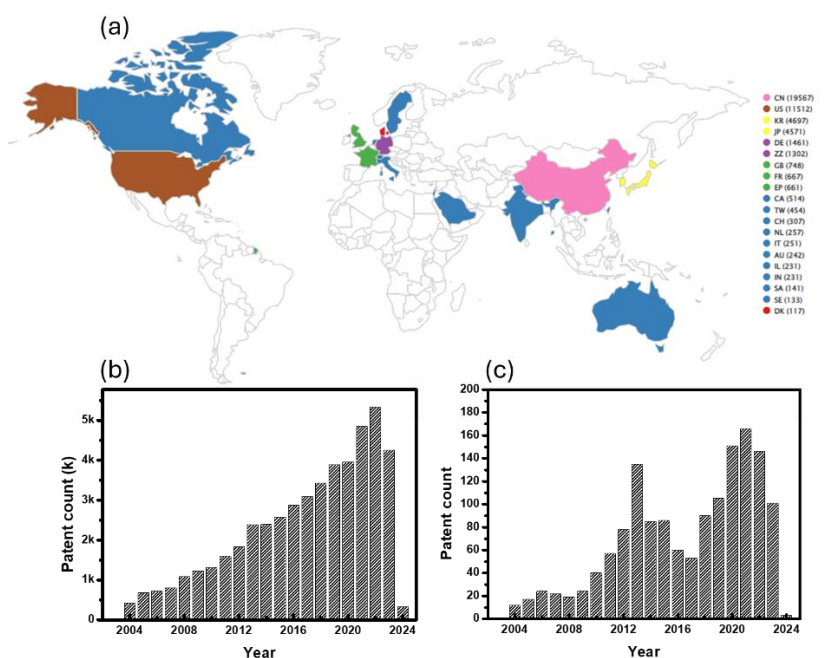 (a)
CN (19567)
US (11512)
KR (4697)
JP (4571)
DE (1461)
ZZ (1302)
GB (748)
FR (667)
EP (661)
CA (514)
TW (454)
CH (307)
NL (257)
IT (251)
AU (242)
IL (231)
IN (231)
SA (141)
SE (133)
DK (117)
(b)
Patent count (k)
5k
4k
3k
2k
1k
0
2004 2008 2012 2016 2020 2024
Year
(c)
Patent count
200
180
160
140
120
100
80
60
40
20
0
2004 2008 2012 2016 2020 2024
Year